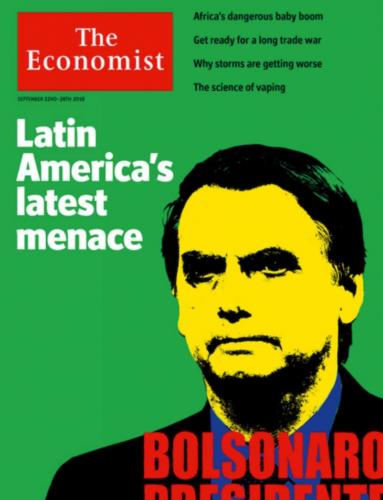 The
Economist
Africa's dangerous baby boom
Get ready for a long trade war
Why storms are getting worse
The science of vaping
SEPTEMBER 22ND–28TH 2018
Latin
America's
latest
menace
BOLSONARO
PRESIDENTE